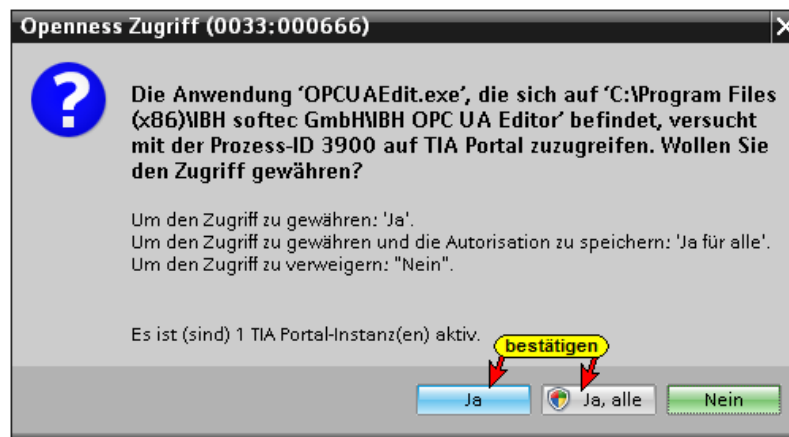 Openness Zugriff (0033:000666)
Die Anwendung ‘OPCUAEdit.exe’, die sich auf ‘C:\Program Files
(x86)\IBH softec GmbH\IBH OPC UA Editor’ befindet, versucht
mit der Prozess-ID 3900 auf TIA Portal zuzugreifen. Wollen Sie
den Zugriff gewähren?
Um den Zugriff zu gewähren: 'Ja'.
Um den Zugriff zu gewähren und die Autorisation zu speichern: 'Ja für alle'.
Um den Zugriff zu verweigern: "Nein".
Es ist (sind) 1 TIA Portal-Instanz(en) aktiv.
bestätigen
Ja
Ja, alle
Nein